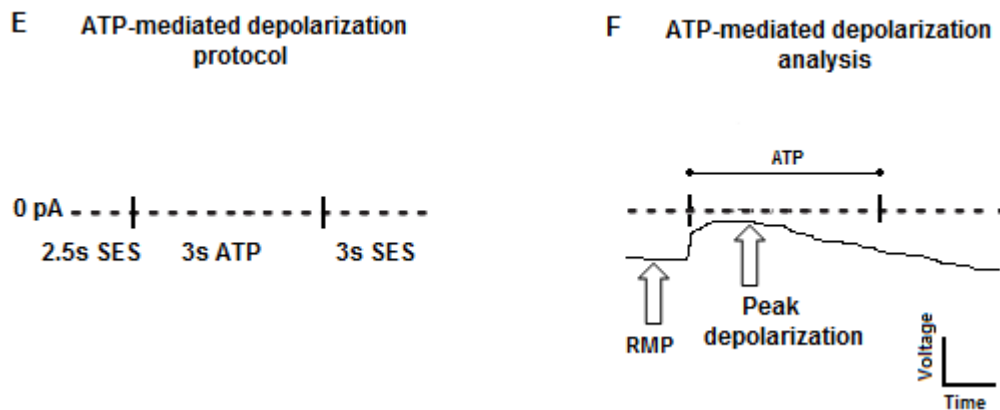 E
ATP-mediated depolarization
protocol
0 pA
2.5s SES
3s ATP
3s SES
F
ATP-mediated depolarization
analysis
ATP
RMP
Peak
depolarization
Voltage
Time